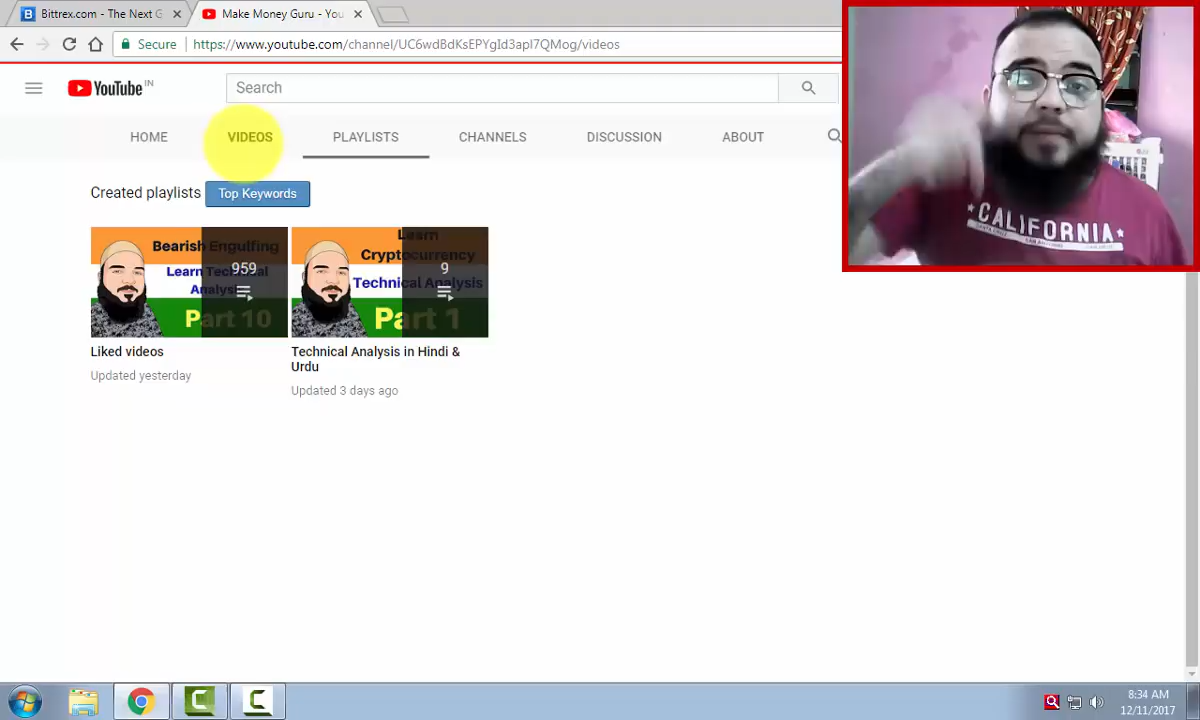 Bittrex.com - The Next G
Make Money Guru - You
Secure
https://www.youtube.com/channel/UC6wdBdKsEPYgId3apl7QMog/videos
YouTube IN
Search
HOME
VIDEOS
PLAYLISTS
CHANNELS
DISCUSSION
ABOUT
Created playlists
Top Keywords
Bearish Engulfing
Learn Technical
Analysis
Part 10
959
Learn
Cryptocurrency
Technical Analysis
Part 1
9
Liked videos
Updated yesterday
Technical Analysis in Hindi &
Urdu
Updated 3 days ago
CALIFORNIA
8:34 AM
12/11/2017